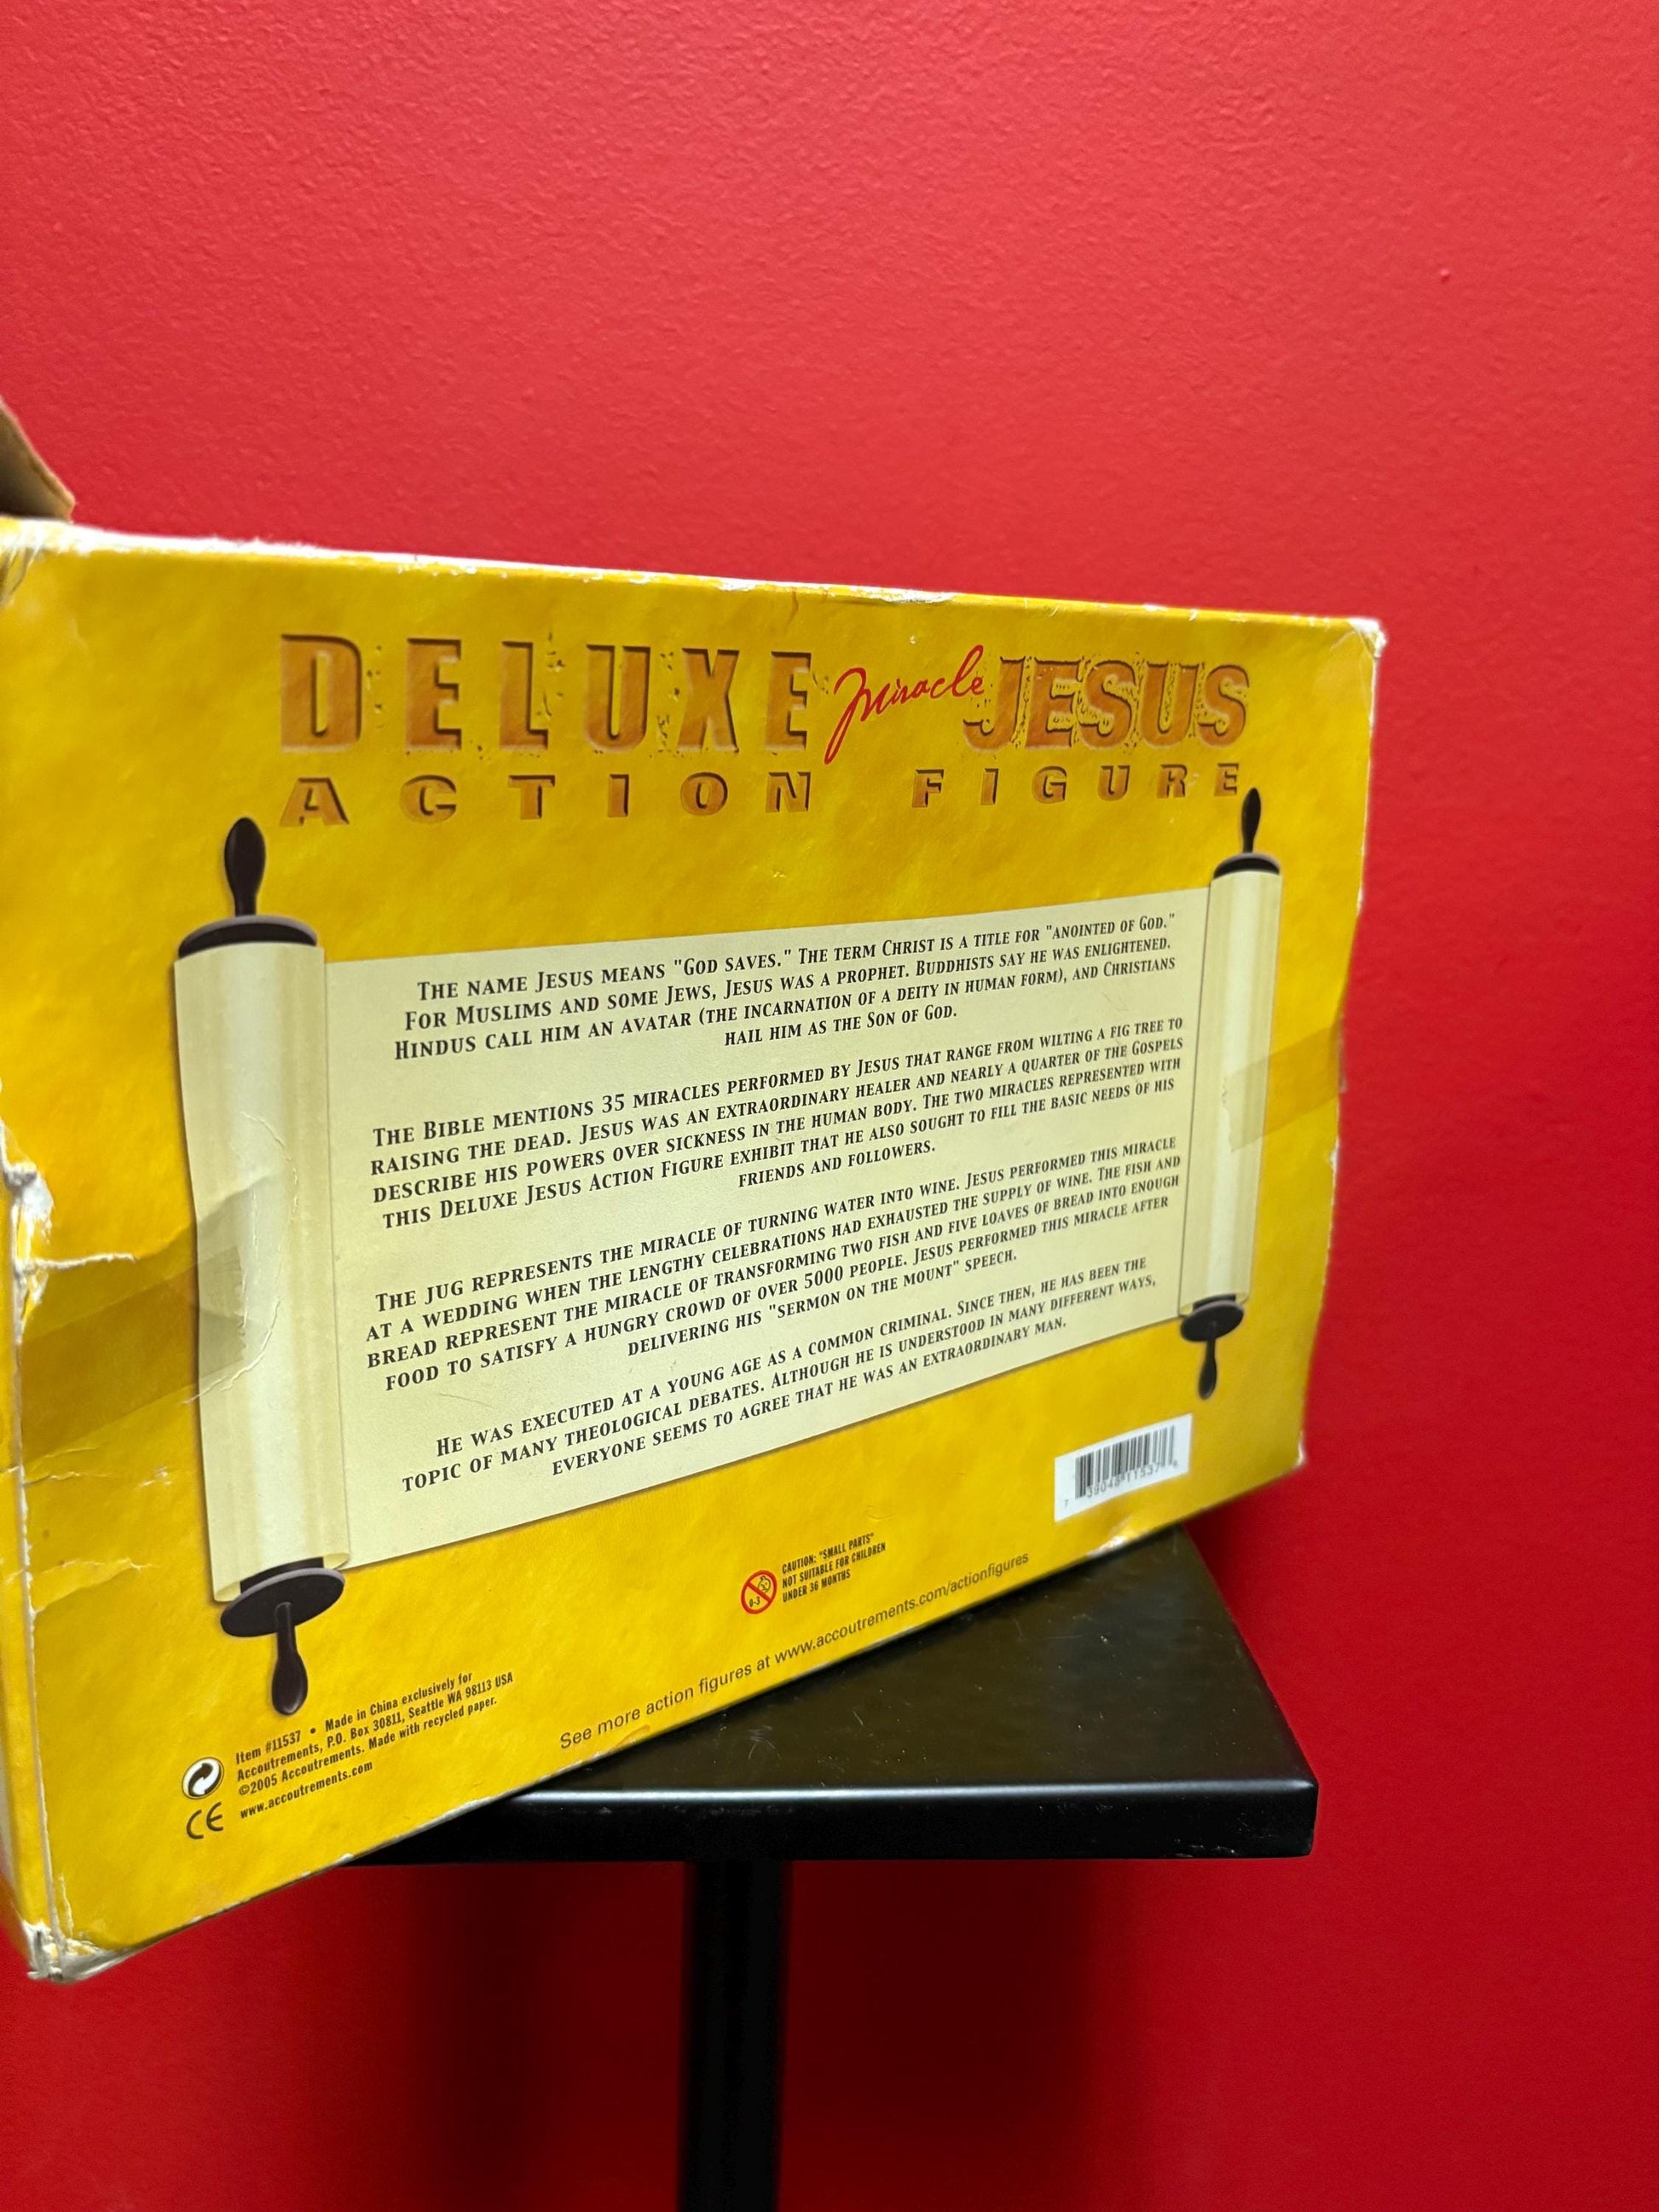 DELUXE Miracle JESUS
ACTION FIGURE
THE NAME JESUS MEANS "GOD SAVES." THE TERM CHRIST IS A TITLE FOR "ANOINTED OF GOD."
FOR MUSLIMS AND SOME JEWS, JESUS WAS A PROPHET. BUDDHISTS SAY HE WAS ENLIGHTENED.
HINDUS CALL HIM AN AVATAR (THE INCARNATION OF A DEITY IN HUMAN FORM), AND CHRISTIANS
HAIL HIM AS THE SON OF GOD.
THE BIBLE MENTIONS 35 MIRACLES PERFORMED BY JESUS THAT RANGE FROM WILTING A FIG TREE TO
RAISING THE DEAD. JESUS WAS AN EXTRAORDINARY HEALER AND NEARLY A QUARTER OF THE GOSPELS
DESCRIBE HIS POWERS OVER SICKNESS IN THE HUMAN BODY. THE TWO MIRACLES REPRESENTED WITH
THIS DELUXE JESUS ACTION FIGURE EXHIBIT THAT HE ALSO SOUGHT TO FILL THE BASIC NEEDS OF HIS
FRIENDS AND FOLLOWERS.
THE JUG REPRESENTS THE MIRACLE OF TURNING WATER INTO WINE. JESUS PERFORMED THIS MIRACLE
AT A WEDDING WHEN THE LENGTHY CELEBRATIONS HAD EXHAUSTED THE SUPPLY OF WINE. THE FISH AND
BREAD REPRESENT THE MIRACLE OF TRANSFORMING TWO FISH AND FIVE LOAVES OF BREAD INTO ENOUGH
FOOD TO SATISFY A HUNGRY CROWD OF OVER 5000 PEOPLE. JESUS PERFORMED THIS MIRACLE AFTER
DELIVERING HIS "SERMON ON THE MOUNT" SPEECH.
HE WAS EXECUTED AT A YOUNG AGE AS A COMMON CRIMINAL. SINCE THEN, HE HAS BEEN THE
TOPIC OF MANY THEOLOGICAL DEBATES. ALTHOUGH HE IS UNDERSTOOD IN MANY DIFFERENT WAYS,
EVERYONE SEEMS TO AGREE THAT HE WAS AN EXTRAORDINARY MAN.
7 39048 11537 6
0-3
CAUTION: "SMALL PARTS"
NOT SUITABLE FOR CHILDREN
UNDER 36 MONTHS
See more action figures at www.accoutrements.com/actionfigures
Item #11537 • Made in China exclusively for
Accoutrements, P.O. Box 30811, Seattle WA 98113 USA
©2005 Accoutrements. Made with recycled paper.
www.accoutrements.com
CE